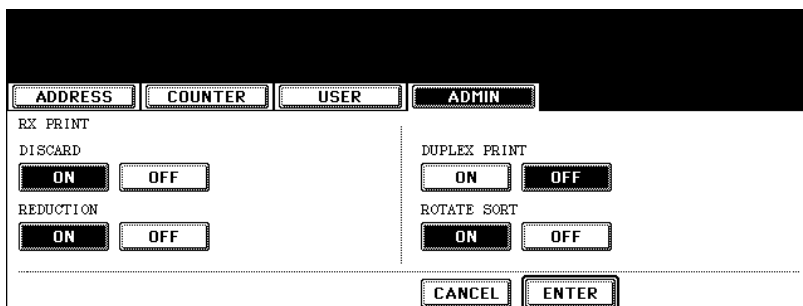 ADDRESS COUNTER USER ADMIN
RX PRINT
DISCARD DUPLEX PRINT
ON OFF ON OFF
REDUCTION ROTATE SORT
ON OFF ON OFF
CANCEL ENTER